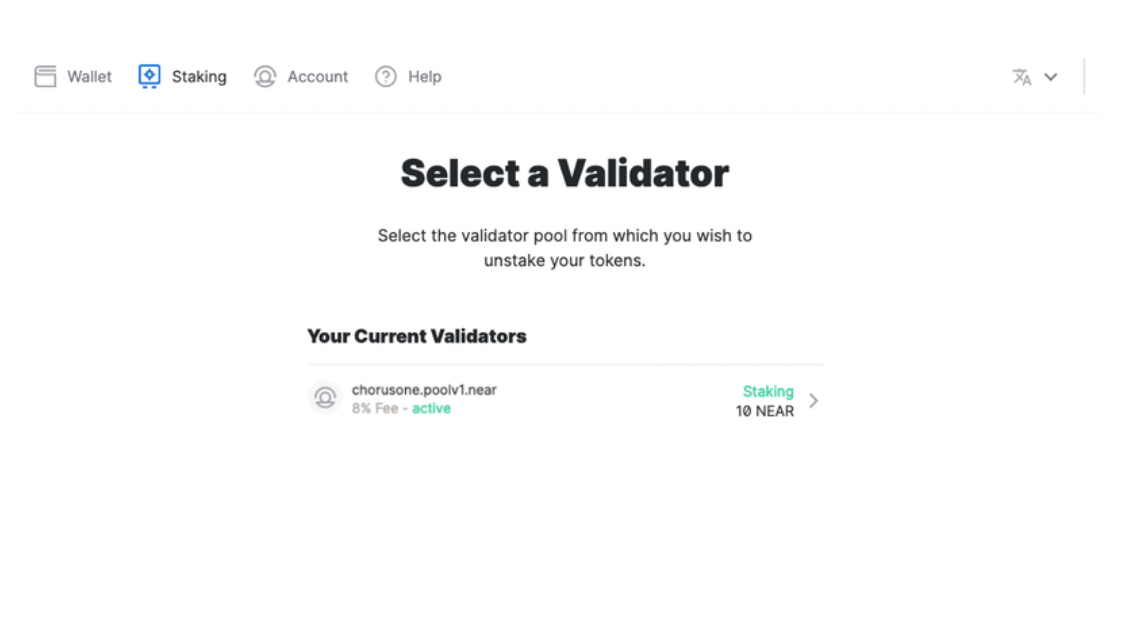 Wallet Staking Account Help
Select a Validator
Select the validator pool from which you wish to
unstake your tokens.
Your Current Validators
chorusone.poolv1.near
8% Fee - active
Staking
10 NEAR